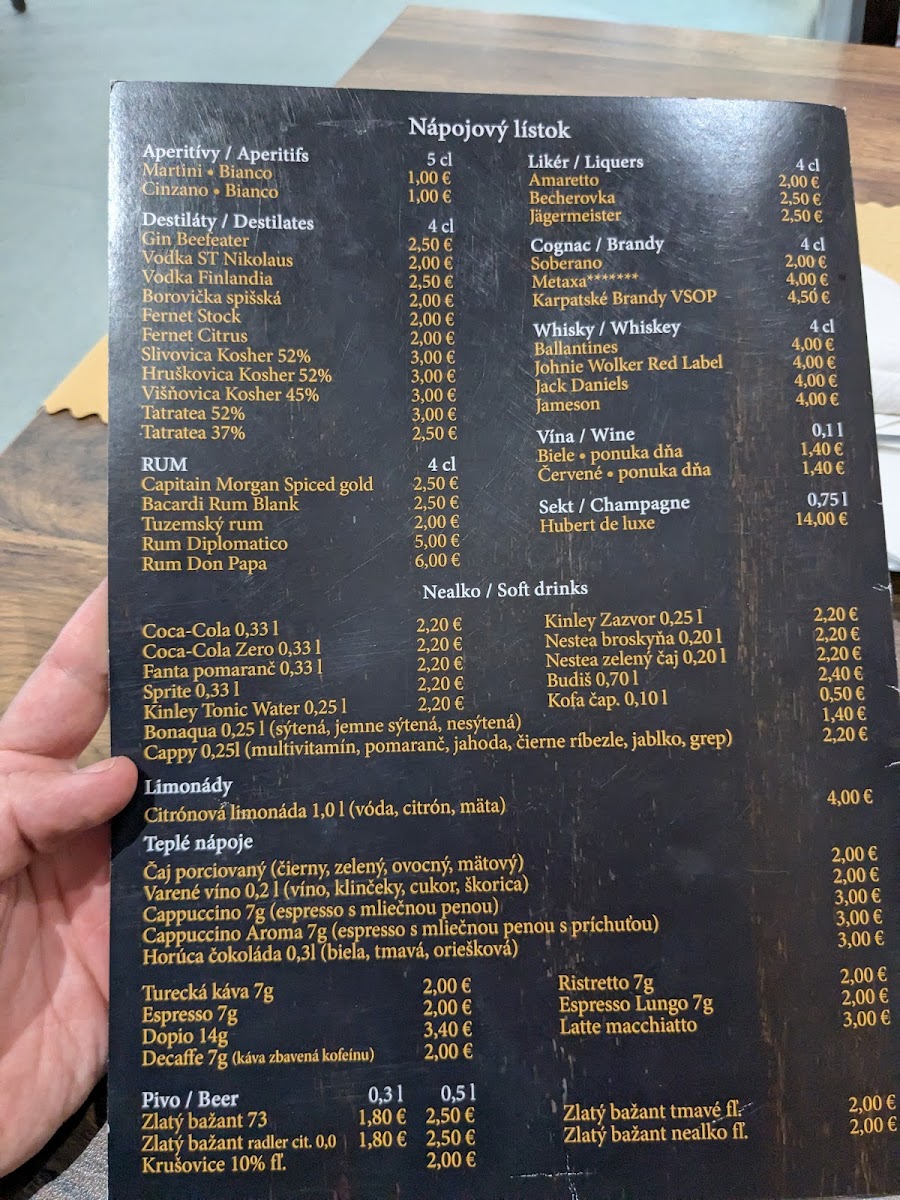 Nápojový lístok
Aperitívy / Aperitifs 5 cl
Martini • Bianco 1,00 €
Cinzano • Bianco 1,00 €
Destiláty / Destilates 4 cl
Gin Beefeater 2,50 €
Vodka ST Nikolaus 2,00 €
Vodka Finlandia 2,50 €
Borovička spišská 2,00 €
Fernet Stock 2,00 €
Fernet Citrus 2,00 €
Slivovica Kosher 52% 3,00 €
Hruškovica Kosher 52% 3,00 €
Višňovica Kosher 45% 3,00 €
Tatratea 52% 3,00 €
Tatratea 37% 2,50 €
RUM 4 cl
Capitain Morgan Spiced gold 2,50 €
Bacardi Rum Blank 2,50 €
Tuzemský rum 2,00 €
Rum Diplomatico 5,00 €
Rum Don Papa 6,00 €
Likér / Liquers 4 cl
Amaretto 2,00 €
Becherovka 2,50 €
Jägermeister 2,50 €
Cognac / Brandy 4 cl
Soberano 2,00 €
Metaxa******* 4,00 €
Karpatské Brandy VSOP 4,50 €
Whisky / Whiskey 4 cl
Ballantines 4,00 €
Johnie Wolker Red Label 4,00 €
Jack Daniels 4,00 €
Jameson 4,00 €
Vína / Wine 0,1 l
Biele • ponuka dňa 1,40 €
Červené • ponuka dňa 1,40 €
Sekt / Champagne 0,75 l
Hubert de luxe 14,00 €
Nealko / Soft drinks
Coca-Cola 0,33 l 2,20 €
Coca-Cola Zero 0,33 l 2,20 €
Fanta pomaranč 0,33 l 2,20 €
Sprite 0,33 l 2,20 €
Kinley Tonic Water 0,25 l 2,20 €
Kinley Zazvor 0,25 l 2,20 €
Nestea broskyňa 0,20 l 2,20 €
Nestea zelený čaj 0,20 l 2,20 €
Budiš 0,70 l 2,40 €
Kofa čap. 0,10 l 0,50 €
Bonaqua 0,25 l (sýtená, jemne sýtená, nesýtená) 1,40 €
Cappy 0,25l (multivitamín, pomaranč, jahoda, čierne ríbezle, jablko, grep) 2,20 €
Limonády
Citrónová limonáda 1,0 l (vóda, citrón, mäta) 4,00 €
Teplé nápoje
Čaj porciovaný (čierny, zelený, ovocný, mätový) 2,00 €
Varené víno 0,2 l (víno, klinčeky, cukor, škorica) 2,00 €
Cappuccino 7g (espresso s mliečnou penou) 3,00 €
Cappuccino Aroma 7g (espresso s mliečnou penou s príchuťou) 3,00 €
Horúca čokoláda 0,3l (biela, tmavá, oriešková) 3,00 €
Turecká káva 7g 2,00 €
Espresso 7g 2,00 €
Dopio 14g 3,40 €
Decaffe 7g (káva zbavená kofeínu) 2,00 €
Ristretto 7g 2,00 €
Espresso Lungo 7g 2,00 €
Latte macchiatto 3,00 €
Pivo / Beer 0,3 l 0,5 l
Zlatý bažant 73 1,80 € 2,50 €
Zlatý bažant radler cit. 0,0 1,80 € 2,50 €
Krušovice 10% fľ. 2,00 €
Zlatý bažant tmavé fľ. 2,00 €
Zlatý bažant nealko fľ. 2,00 €